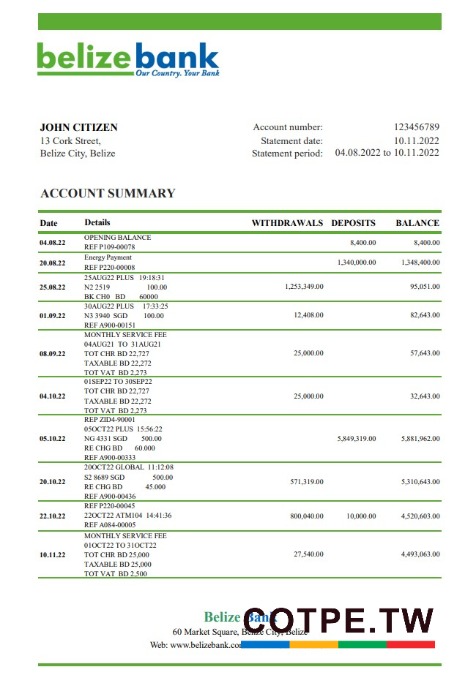 belizebank
Our Country. Your Bank
JOHN CITIZEN
13 Cork Street,
Belize City, Belize
Account number: 123456789
Statement date: 10.11.2022
Statement period: 04.08.2022 to 10.11.2022
ACCOUNT SUMMARY
Date Details WITHDRAWALS DEPOSITS BALANCE
04.08.22 OPENING BALANCE 8,400.00 8,400.00
REF P109-00078
20.08.22 Energy Payment 1,340,000.00 1,348,400.00
REF P220-00008
25AUG22 PLUS 19:18:31
25.08.22 N2 2519 100.00 1,253,349.00 95,051.00
BK CH0 BD 60000
30AUG22 PLUS 17:33:25
01.09.22 N3 3940 SGD 100.00 12,408.00 82,643.00
REF A900-00151
MONTHLY SERVICE FEE
04AUG21 TO 31AUG21
08.09.22 TOT CHR BD 22,727 25,000.00 57,643.00
TAXABLE BD 22,272
TOT VAT BD 2,273
01SEP22 TO 30SEP22
04.10.22 TOT CHR BD 22,727 25,000.00 32,643.00
TAXABLE BD 22,272
TOT VAT BD 2,273
REP ZID4-90001
05OCT22 PLUS 15:56:22
05.10.22 NG 4331 SGD 500.00 5,849,319.00 5,881,962.00
RE CHG BD 60.000
REF A900-00333
20OCT22 GLOBAL 11:12:08
20.10.22 S2 8689 SGD 500.00 571,319.00 5,310,643.00
RE CHG BD 45.000
REF A900-00436
REF P220-00045
22.10.22 22OCT22 ATM104 14:41:36 800,040.00 10,000.00 4,520,603.00
REF A084-00005
MONTHLY SERVICE FEE
01OCT22 TO 31OCT22
10.11.22 TOT CHR BD 25,000 27,540.00 4,493,063.00
TAXABLE BD 25,000
TOT VAT BD 2,500
Belize Bank
COTPE.TW
60 Market Square, Belize City, Belize
Web: www.belizebank.com